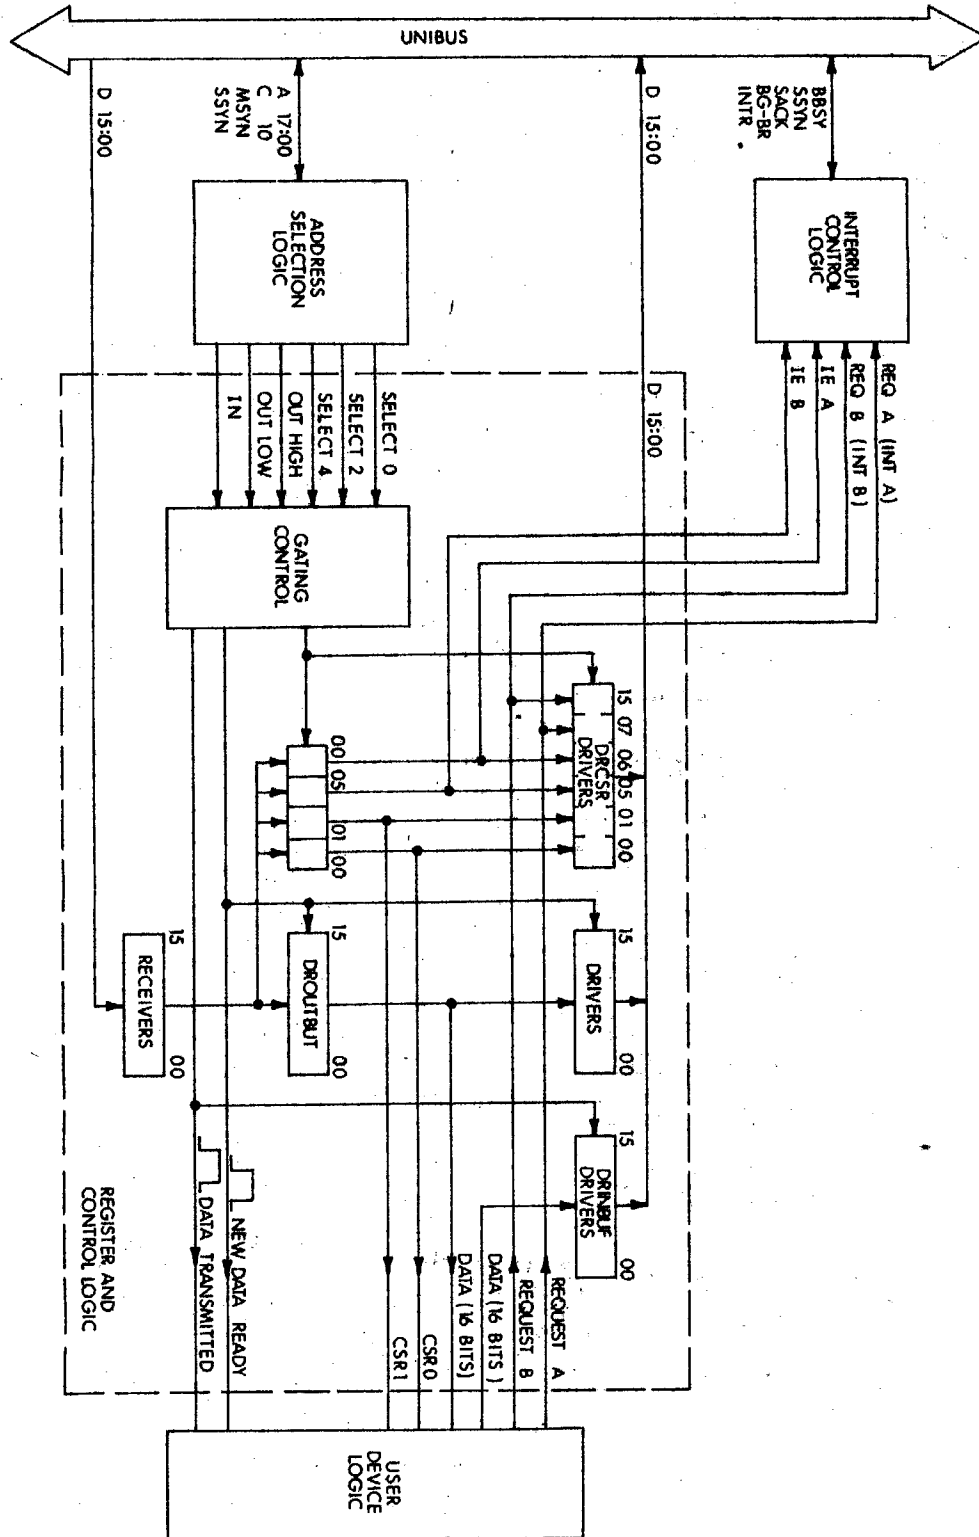 UNIBUS
BBSY
SSYN
SACK
BG-BR
INTR
D 15:00
A 17:00
C 10
MSYN
SSYN
D 15:00
INTERRUPT
CONTROL
LOGIC
ADDRESS
SELECTION
LOGIC
REQ A (INT A)
REQ B (INT B)
IE A
IE B
D 15:00
SELECT 0
SELECT 2
SELECT 4
OUT HIGH
OUT LOW
IN
GATING
CONTROL
15 07 06 05 01 00
DRCSR
DRIVERS
00 05 01 00
15 00
DRIVERS
15 00
DROUTBUT
15 00
RECEIVERS
15 00
DRINBUF
DRIVERS
REQUEST A
REQUEST B
DATA (16 BITS)
DATA (16 BITS)
CSR0
CSR1
NEW DATA READY
DATA TRANSMITTED
REGISTER AND
CONTROL LOGIC
USER
DEVICE
LOGIC